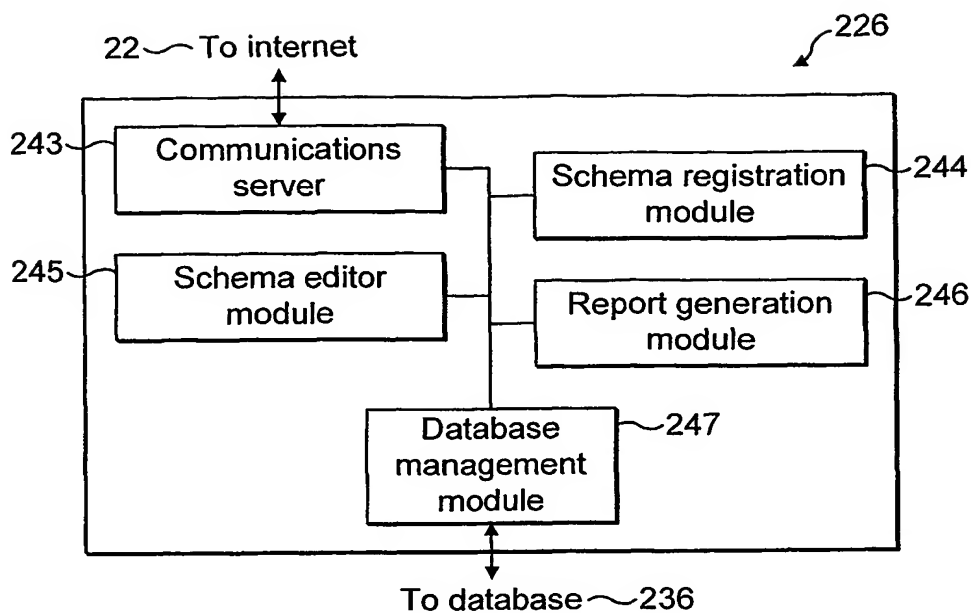 22 To internet
226
243
Communications
server
Schema registration
module
244
245
Schema editor
module
Report generation
module
246
Database
management
module
247
To database 236